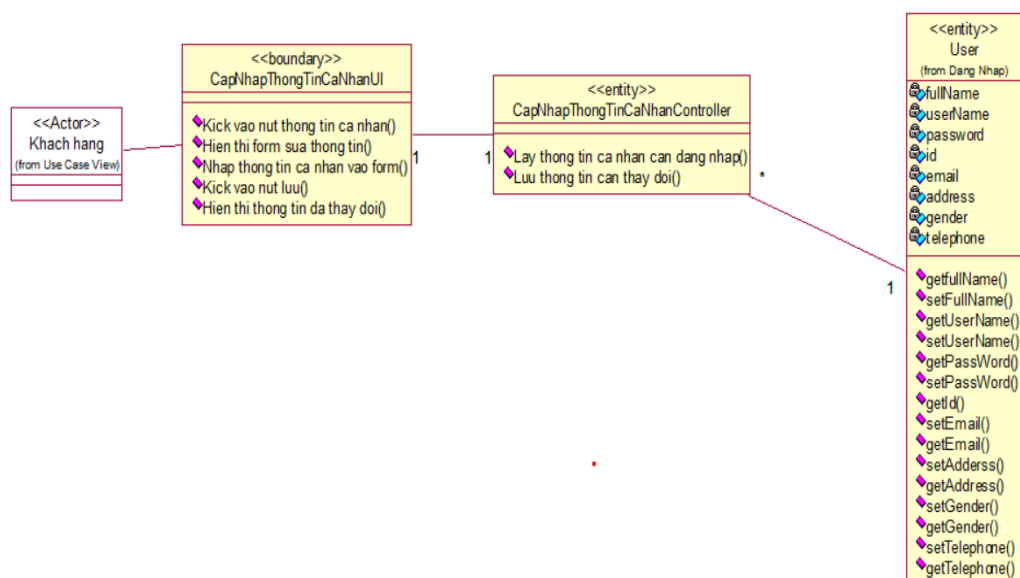 <<Actor>>
Khach hang
(from Use Case View)
<<boundary>>
CapNhapThongTinCaNhanUI
Kick vao nut thong tin ca nhan()
Hien thi form sua thong tin()
Nhap thong tin ca nhan vao form()
Kick vao nut luu()
Hien thi thong tin da thay doi()
1
1
<<entity>>
CapNhapThongTinCaNhanController
Lay thong tin ca nhan can dang nhap()
Luu thong tin can thay doi()
*
1
<<entity>>
User
(from Dang Nhap)
fullName
userName
password
id
email
address
gender
telephone
getfullName()
setFullName()
getUserName()
setUserName()
getPassWord()
setPassWord()
getId()
setEmail()
getEmail()
setAdderss()
getAddress()
setGender()
getGender()
setTelephone()
getTelephone()